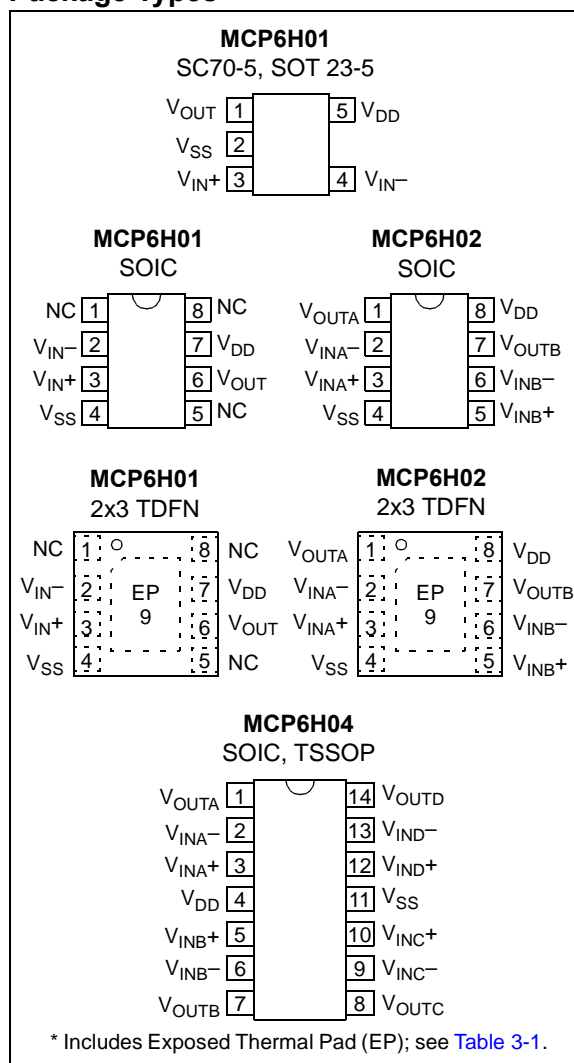 Package Types
MCP6H01
SC70-5, SOT 23-5
VOUT 1 5 VDD
VSS 2
VIN+ 3 4 VIN–
MCP6H01 MCP6H02
SOIC SOIC
NC 1 8 NC VOUTA 1 8 VDD
VIN– 2 7 VDD VINA– 2 7 VOUTB
VIN+ 3 6 VOUT VINA+ 3 6 VINB–
VSS 4 5 NC VSS 4 5 VINB+
MCP6H01 MCP6H02
2x3 TDFN 2x3 TDFN
NC 1 8 NC VOUTA 1 8 VDD
VIN– 2 EP 7 VDD VINA– 2 EP 7 VOUTB
VIN+ 3 9 6 VOUT VINA+ 3 9 6 VINB–
VSS 4 5 NC VSS 4 5 VINB+
MCP6H04
SOIC, TSSOP
VOUTA 1 14 VOUTD
VINA– 2 13 VIND–
VINA+ 3 12 VIND+
VDD 4 11 VSS
VINB+ 5 10 VINC+
VINB– 6 9 VINC–
VOUTB 7 8 VOUTC
* Includes Exposed Thermal Pad (EP); see Table 3-1.